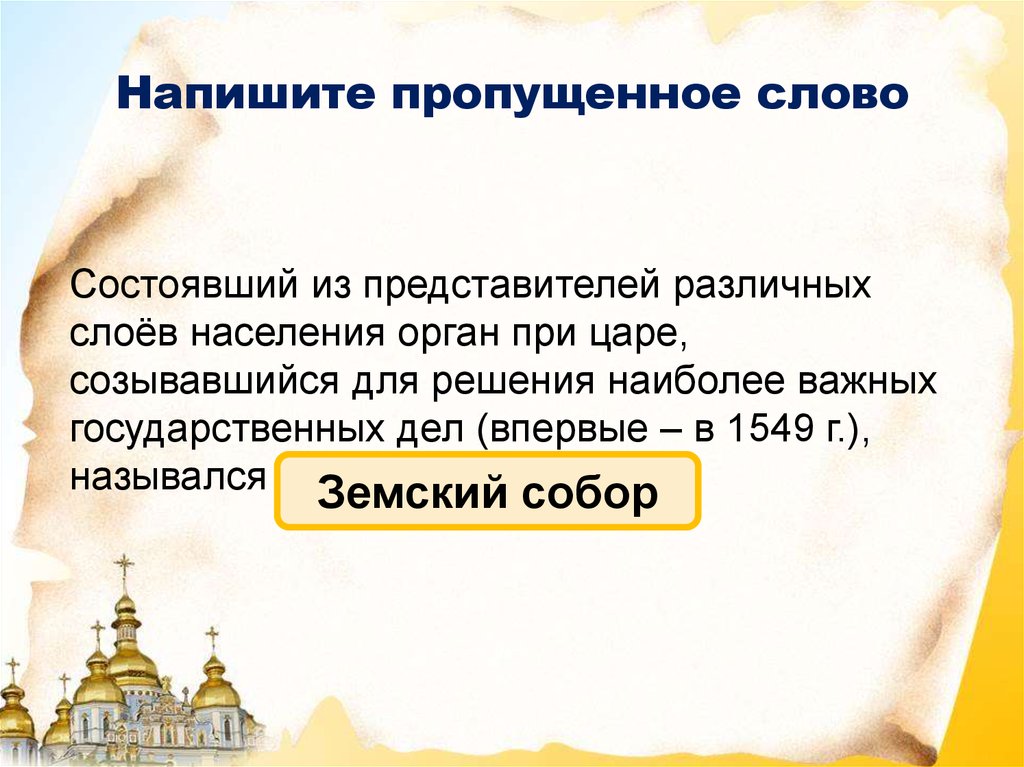 Напишите пропущенное слово
Состоявший из представителей различных
слоёв населения орган при царе,
созывавшийся для решения наиболее важных
государственных дел (впервые – в 1549 г.),
назывался
Земский собор